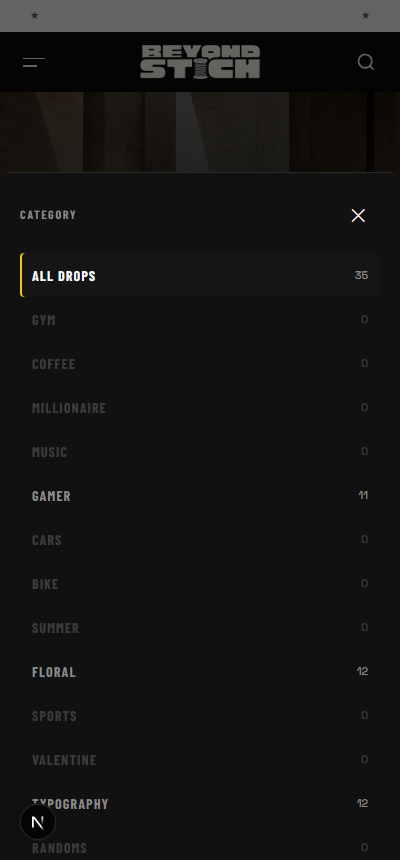 BEYOND
STICH
CATEGORY
ALL DROPS 35
GYM 0
COFFEE 0
MILLIONAIRE 0
MUSIC 0
GAMER 11
CARS 0
BIKE 0
SUMMER 0
FLORAL 12
SPORTS 0
VALENTINE 0
TYPOGRAPHY 12
N
RANDOMS 0